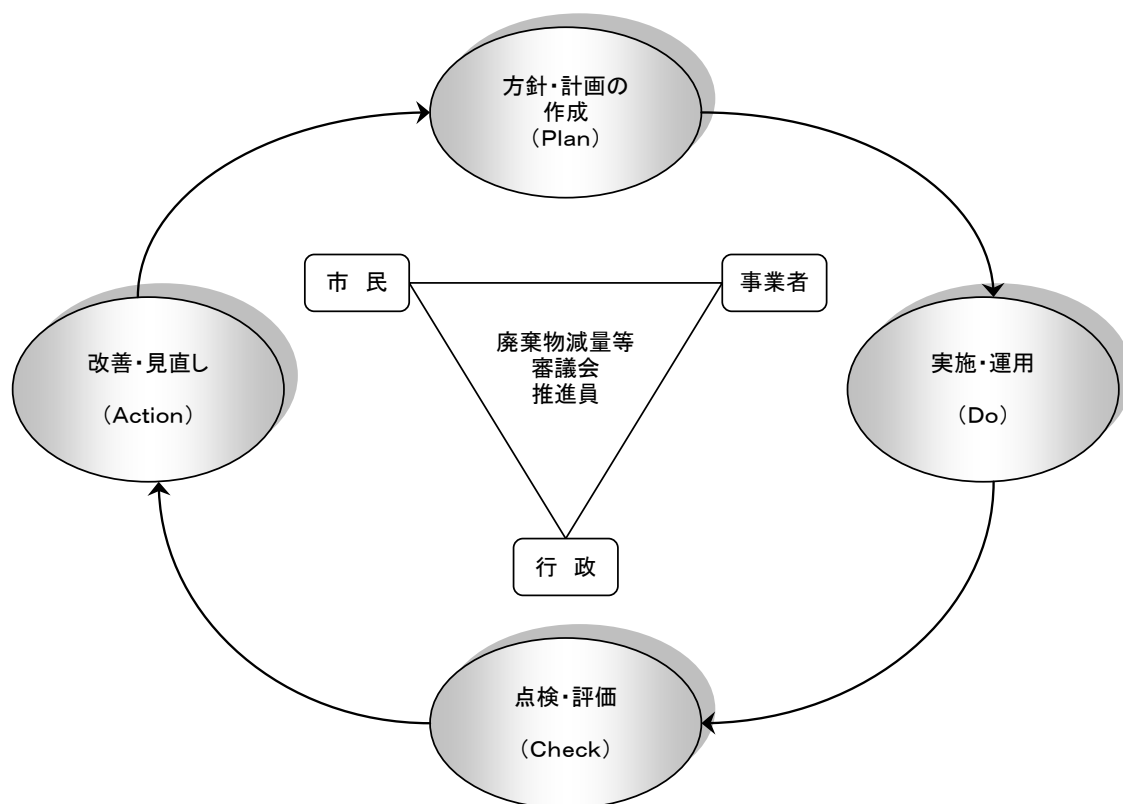 方針・計画の
作成
（Plan）
市 民
事業者
廃棄物減量等
審議会
推進員
改善・見直し
（Action）
実施・運用
（Do）
行 政
点検・評価
（Check）